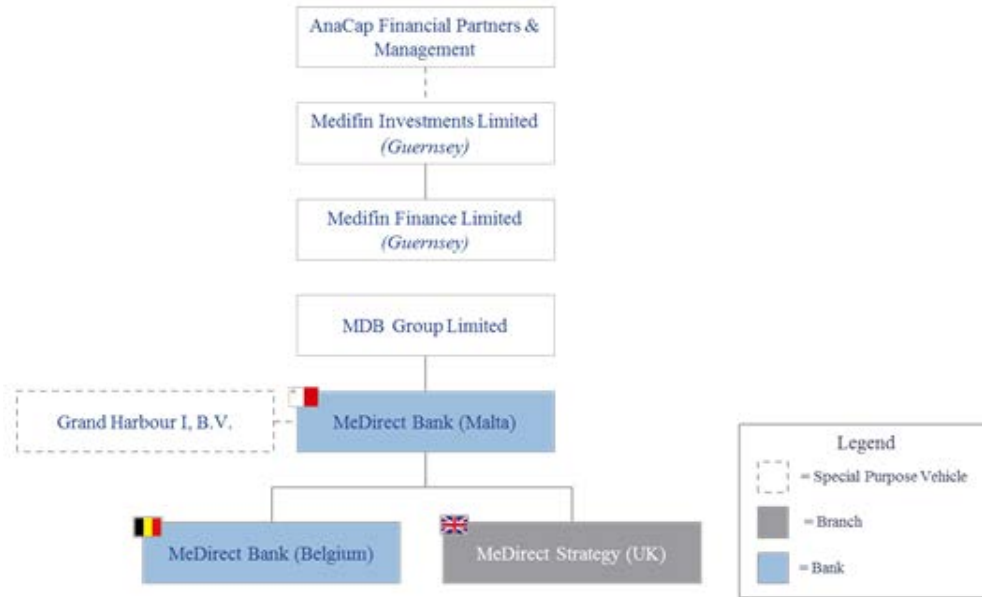 AnaCap Financial Partners &
Management
Medifin Investments Limited
(Guernsey)
Medifin Finance Limited
(Guernsey)
MDB Group Limited
Grand Harbour I, B.V.
MeDirect Bank (Malta)
MeDirect Bank (Belgium)
MeDirect Strategy (UK)
Legend
= Special Purpose Vehicle
= Branch
= Bank